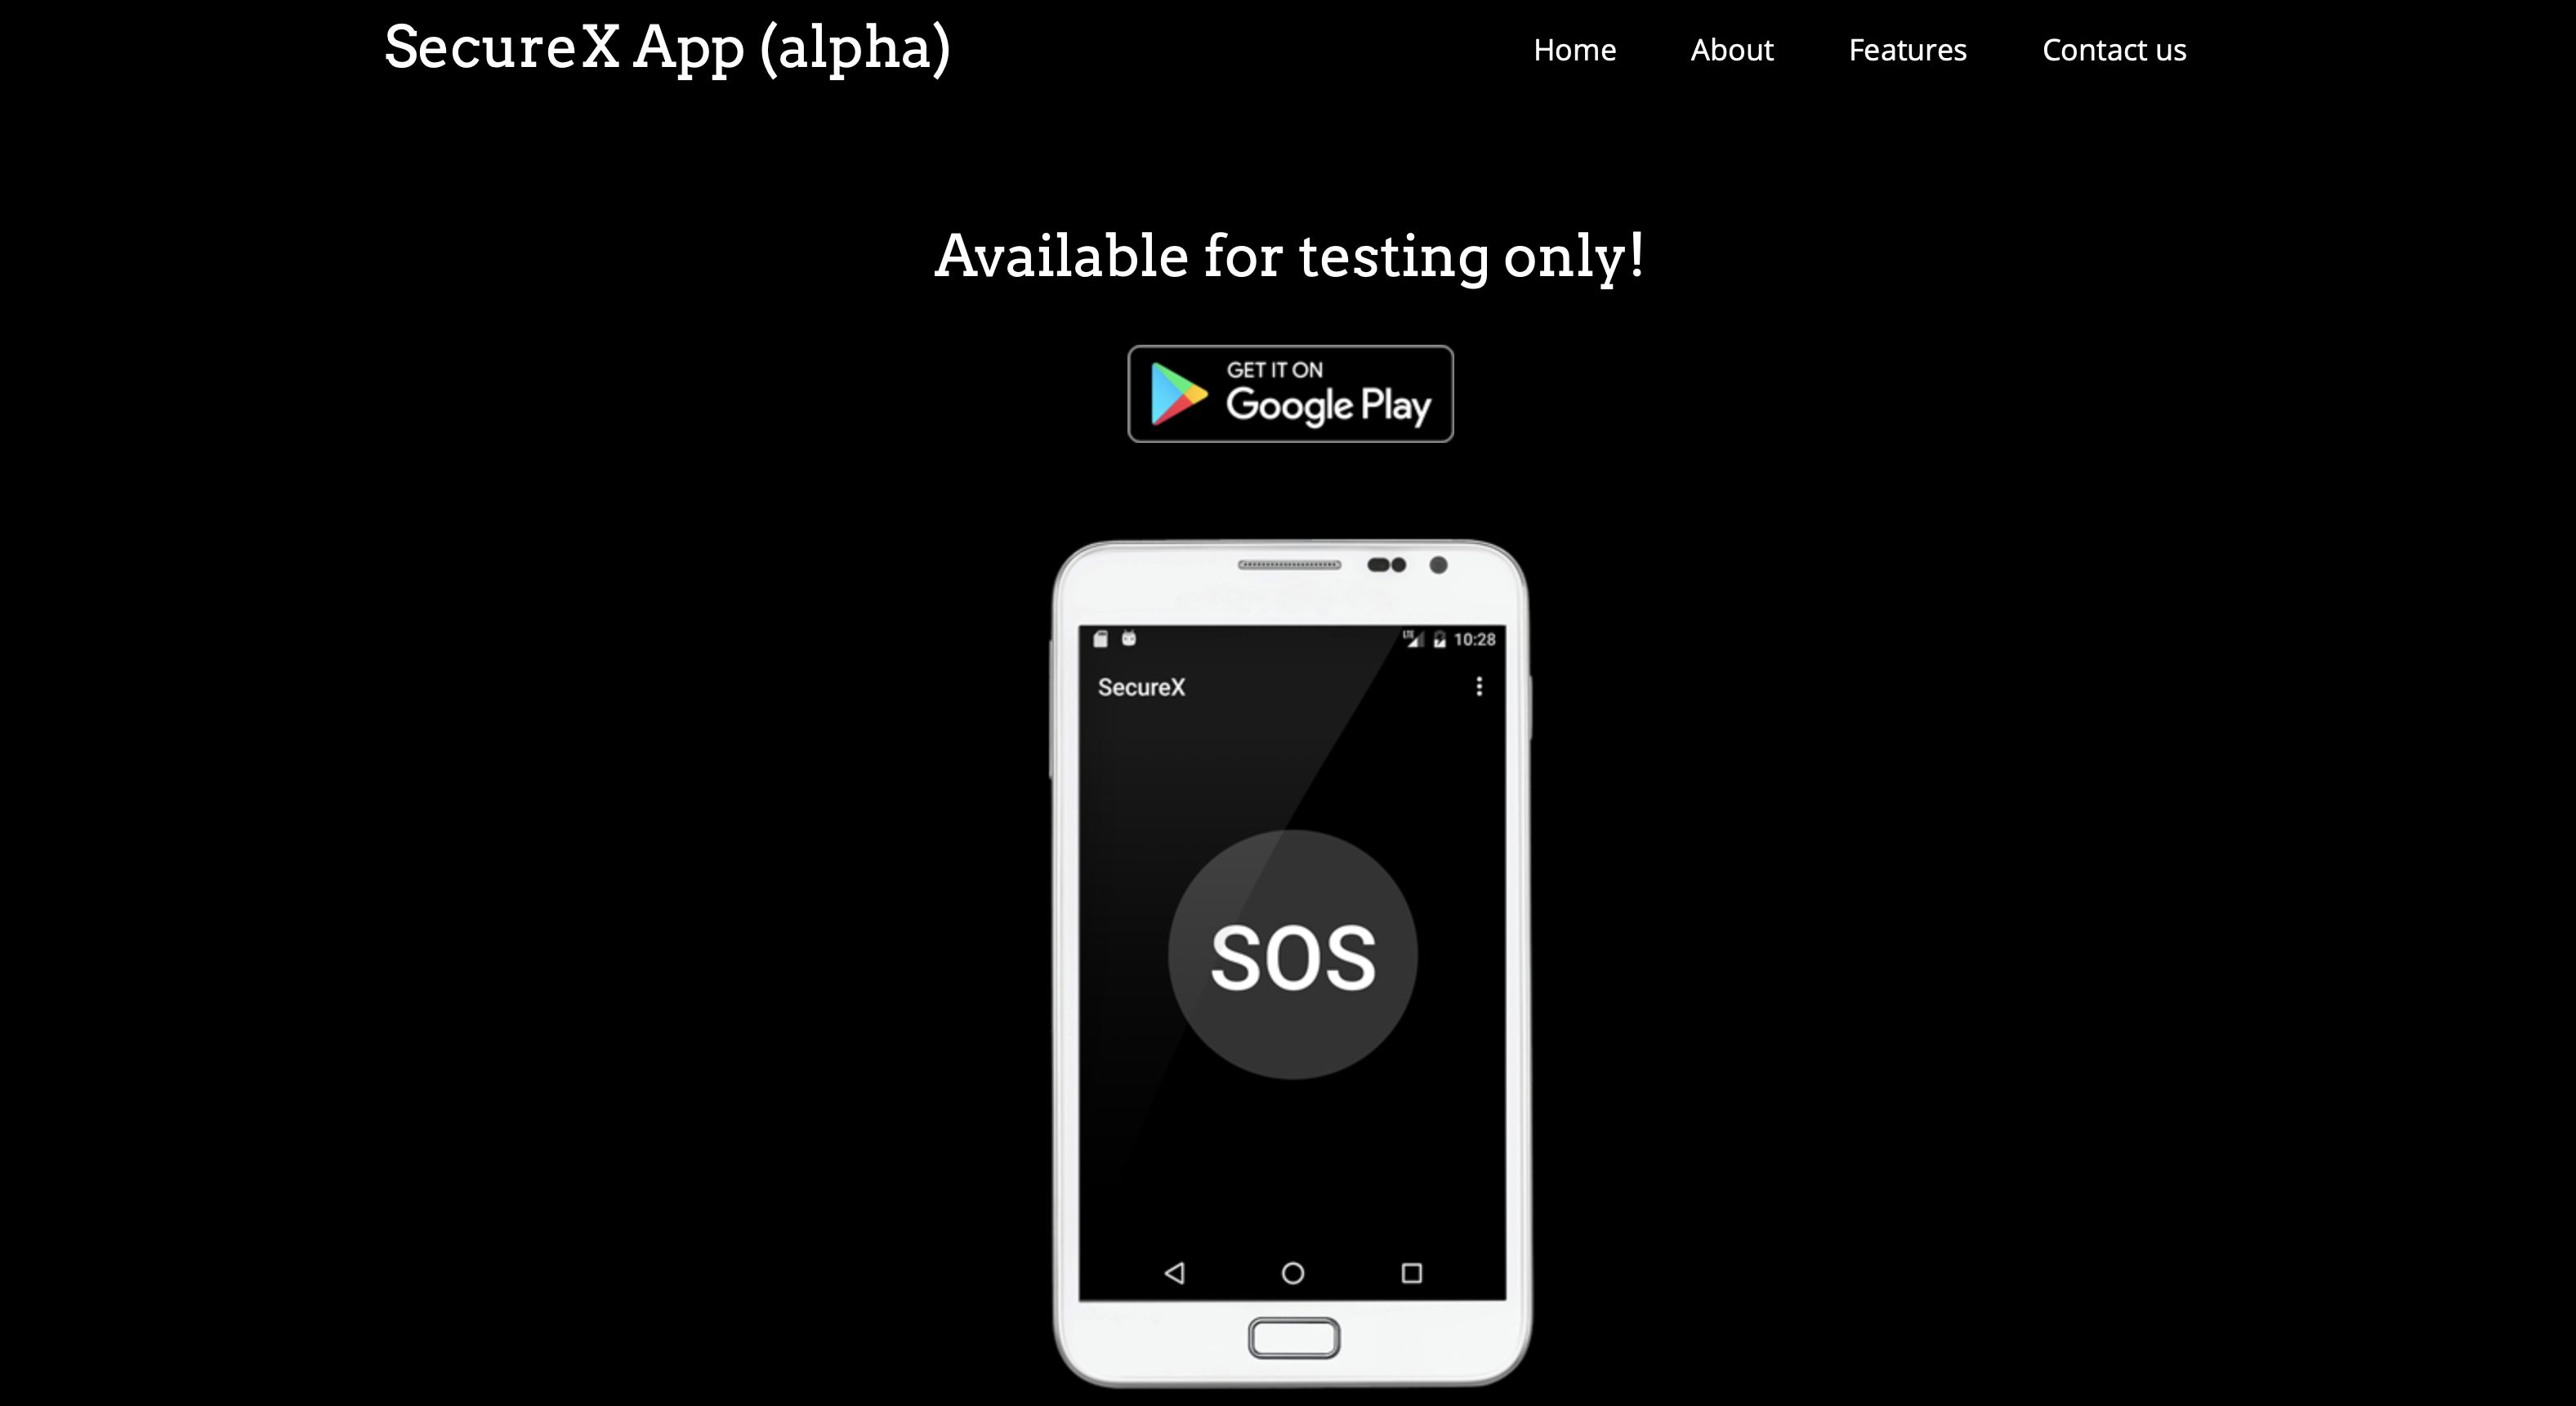 SecureX App (alpha)
Home About Features Contact us
Available for testing only!
GET IT ON
Google Play
LTE 10:28
SecureX
SOS